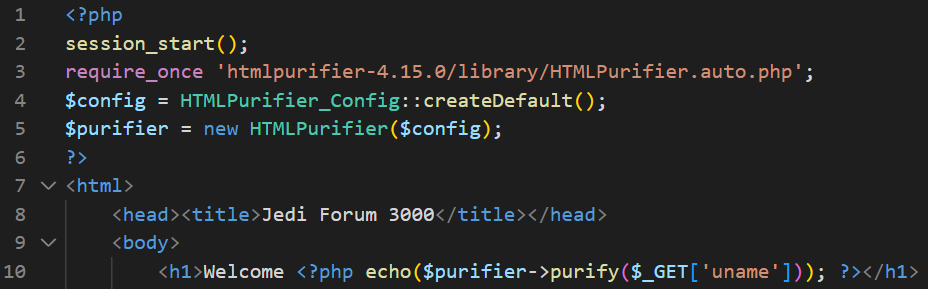 1 <?php
2 session_start();
3 require_once 'htmlpurifier-4.15.0/library/HTMLPurifier.auto.php';
4 $config = HTMLPurifier_Config::createDefault();
5 $purifier = new HTMLPurifier($config);
6 ?>
7 <html>
8 <head><title>Jedi Forum 3000</title></head>
9 <body>
10 <h1>Welcome <?php echo($purifier->purify($_GET['uname'])); ?></h1>